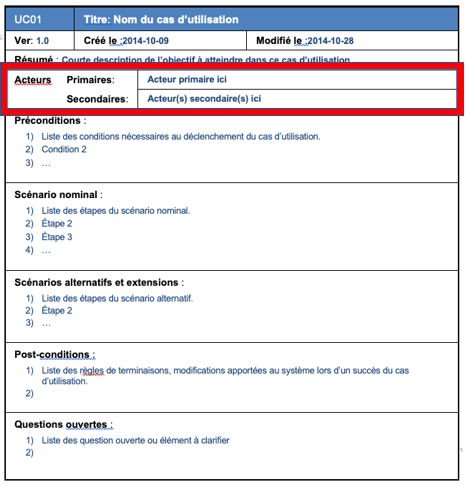 UC01 Titre: Nom du cas d'utilisation
Ver: 1.0 Créé le :2014-10-09 Modifié le :2014-10-28
Résumé : Courte description de l'objectif à atteindre dans ce cas d'utilisation
Acteurs Primaires: Acteur primaire ici
Secondaires: Acteur(s) secondaire(s) ici
Préconditions :
1) Liste des conditions nécessaires au déclenchement du cas d'utilisation.
2) Condition 2
3) …
Scénario nominal :
1) Liste des étapes du scénario nominal.
2) Étape 2
3) Étape 3
4) …
Scénarios alternatifs et extensions :
1) Liste des étapes du scénario alternatif.
2) Étape 2
3) …
Post-conditions :
1) Liste des règles de terminaisons, modifications apportées au système lors d'un succès du cas
d'utilisation.
2)
Questions ouvertes :
1) Liste des question ouverte ou élément à clarifier
2)